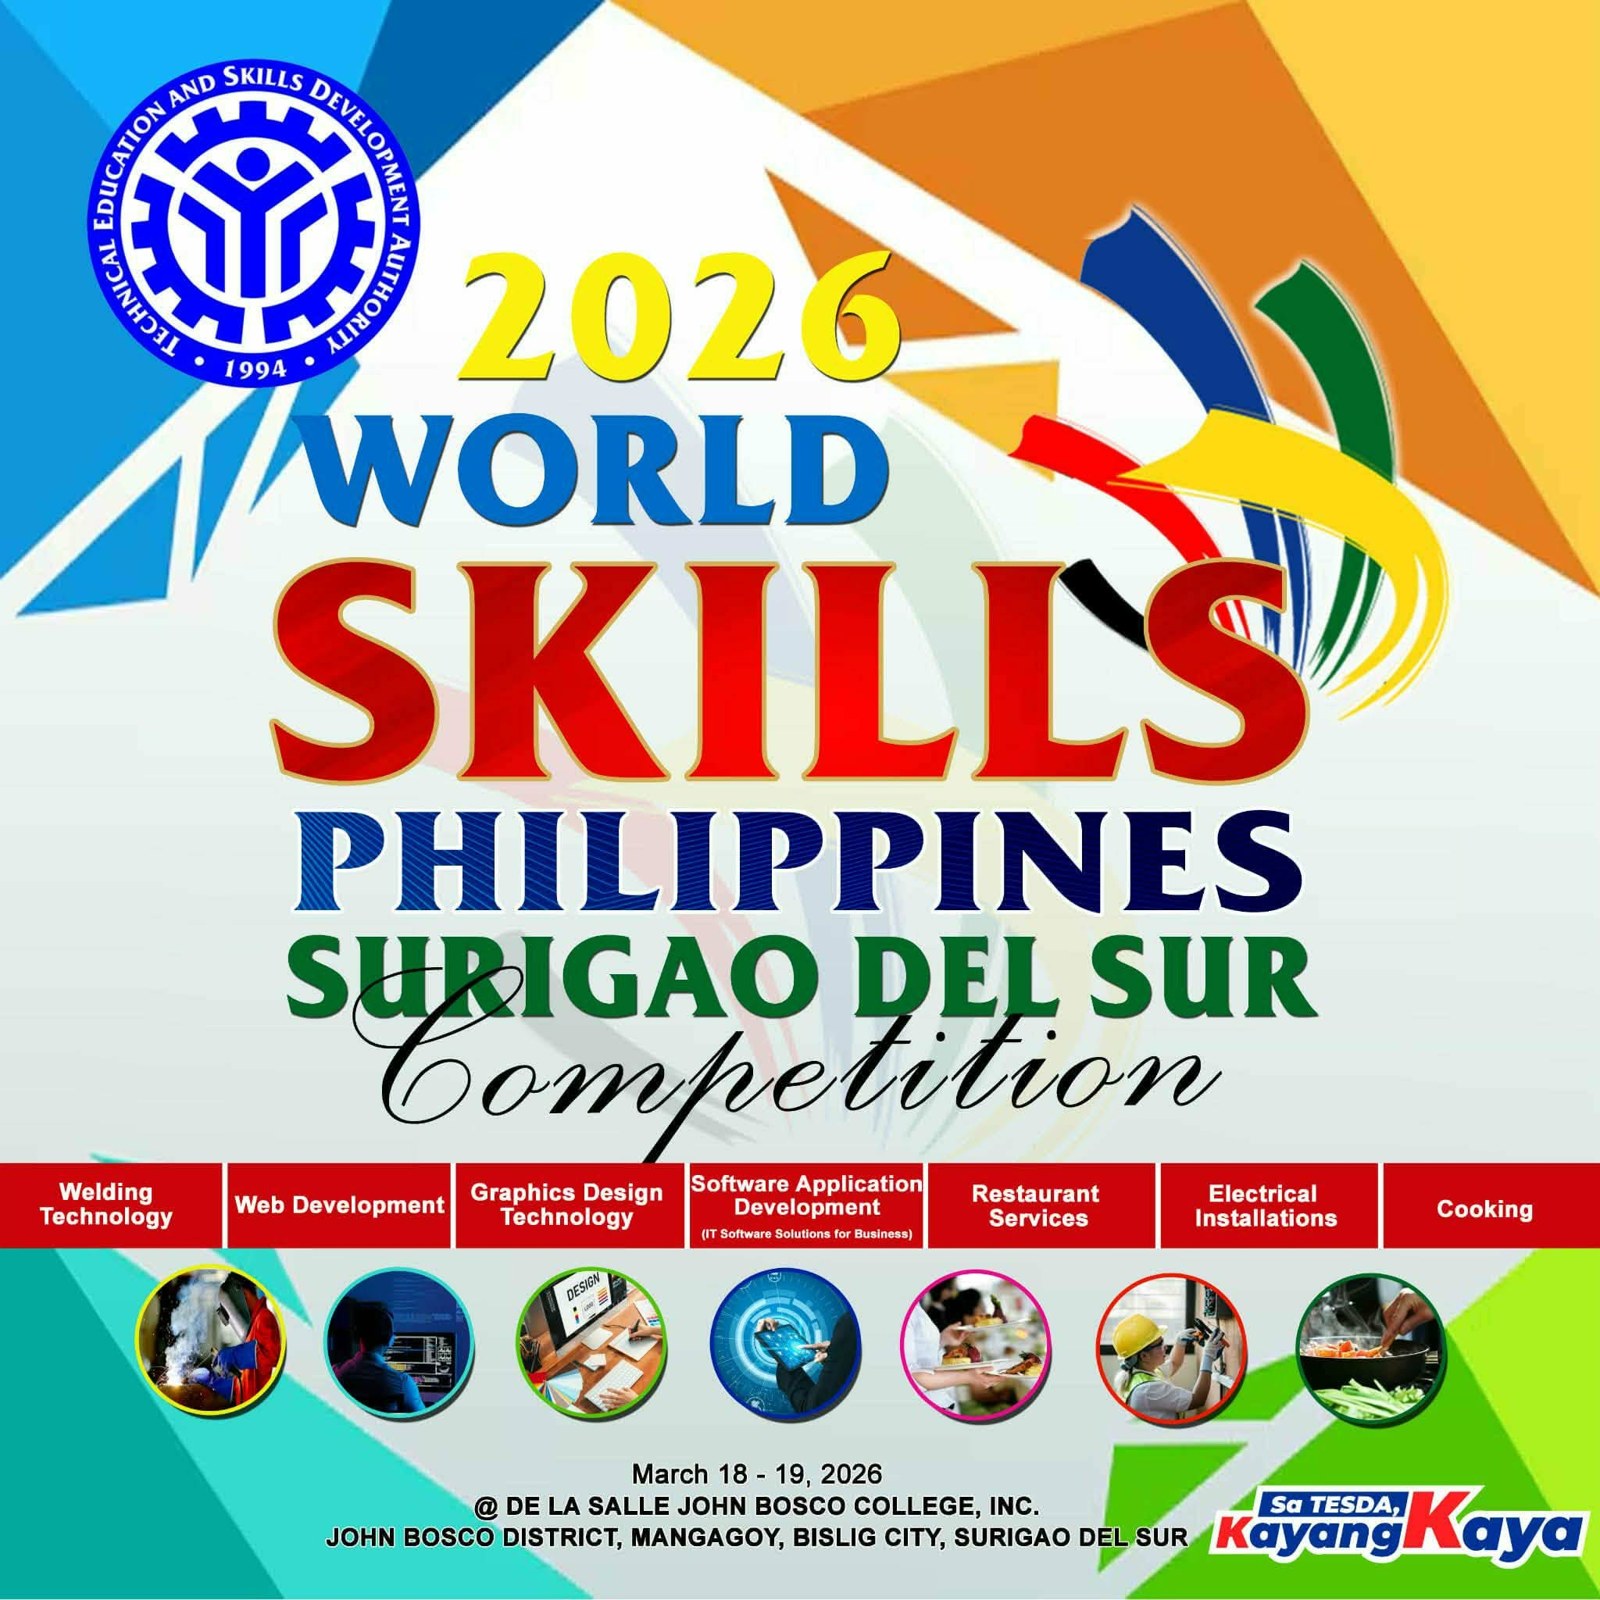 TECHNICAL EDUCATION AND SKILLS DEVELOPMENT AUTHORITY
• 1994 •
2026
WORLD
SKILLS
PHILIPPINES
SURIGAO DEL SUR
Competition
Welding
Technology
Web Development
Graphics Design
Technology
Software Application
Development
(IT Software Solutions for Business)
Restaurant
Services
Electrical
Installations
Cooking
DESIGN
March 18 - 19, 2026
@ DE LA SALLE JOHN BOSCO COLLEGE, INC.
JOHN BOSCO DISTRICT, MANGAGOY, BISLIG CITY, SURIGAO DEL SUR
Sa TESDA,
Kayang Kaya